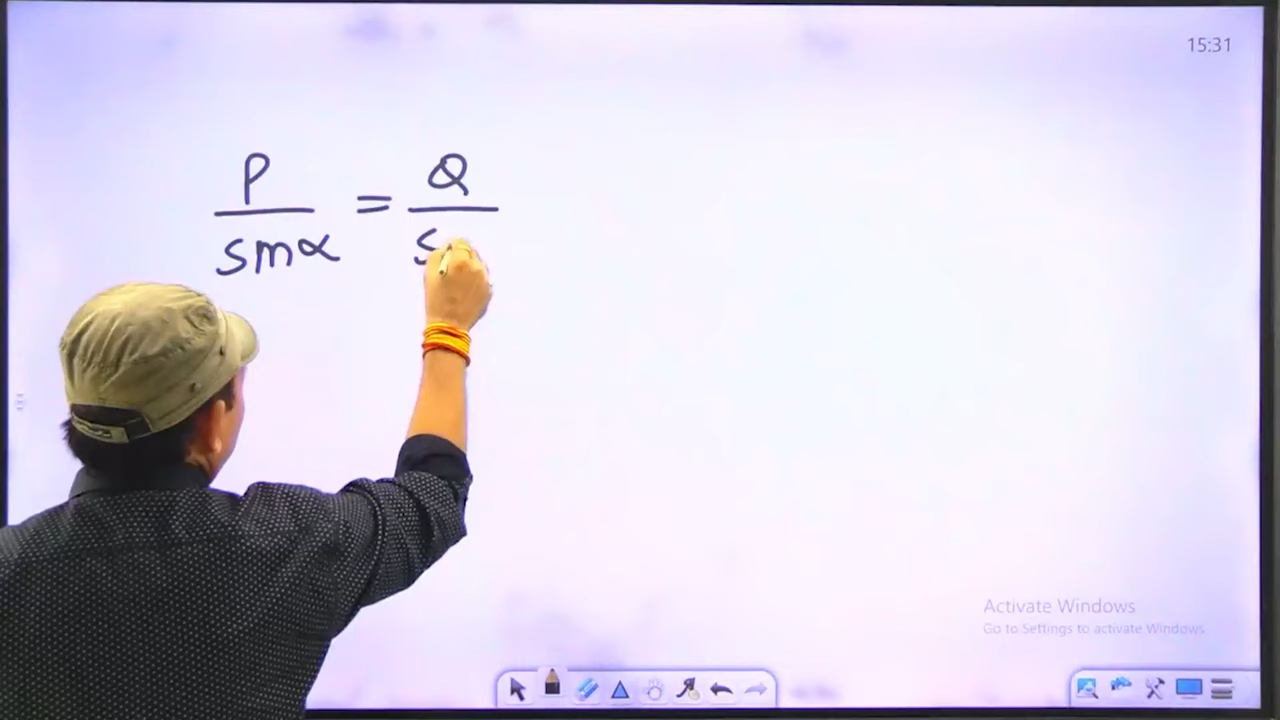 15:31
P/sinα = Q/s
Activate Windows
Go to Settings to activate Windows.